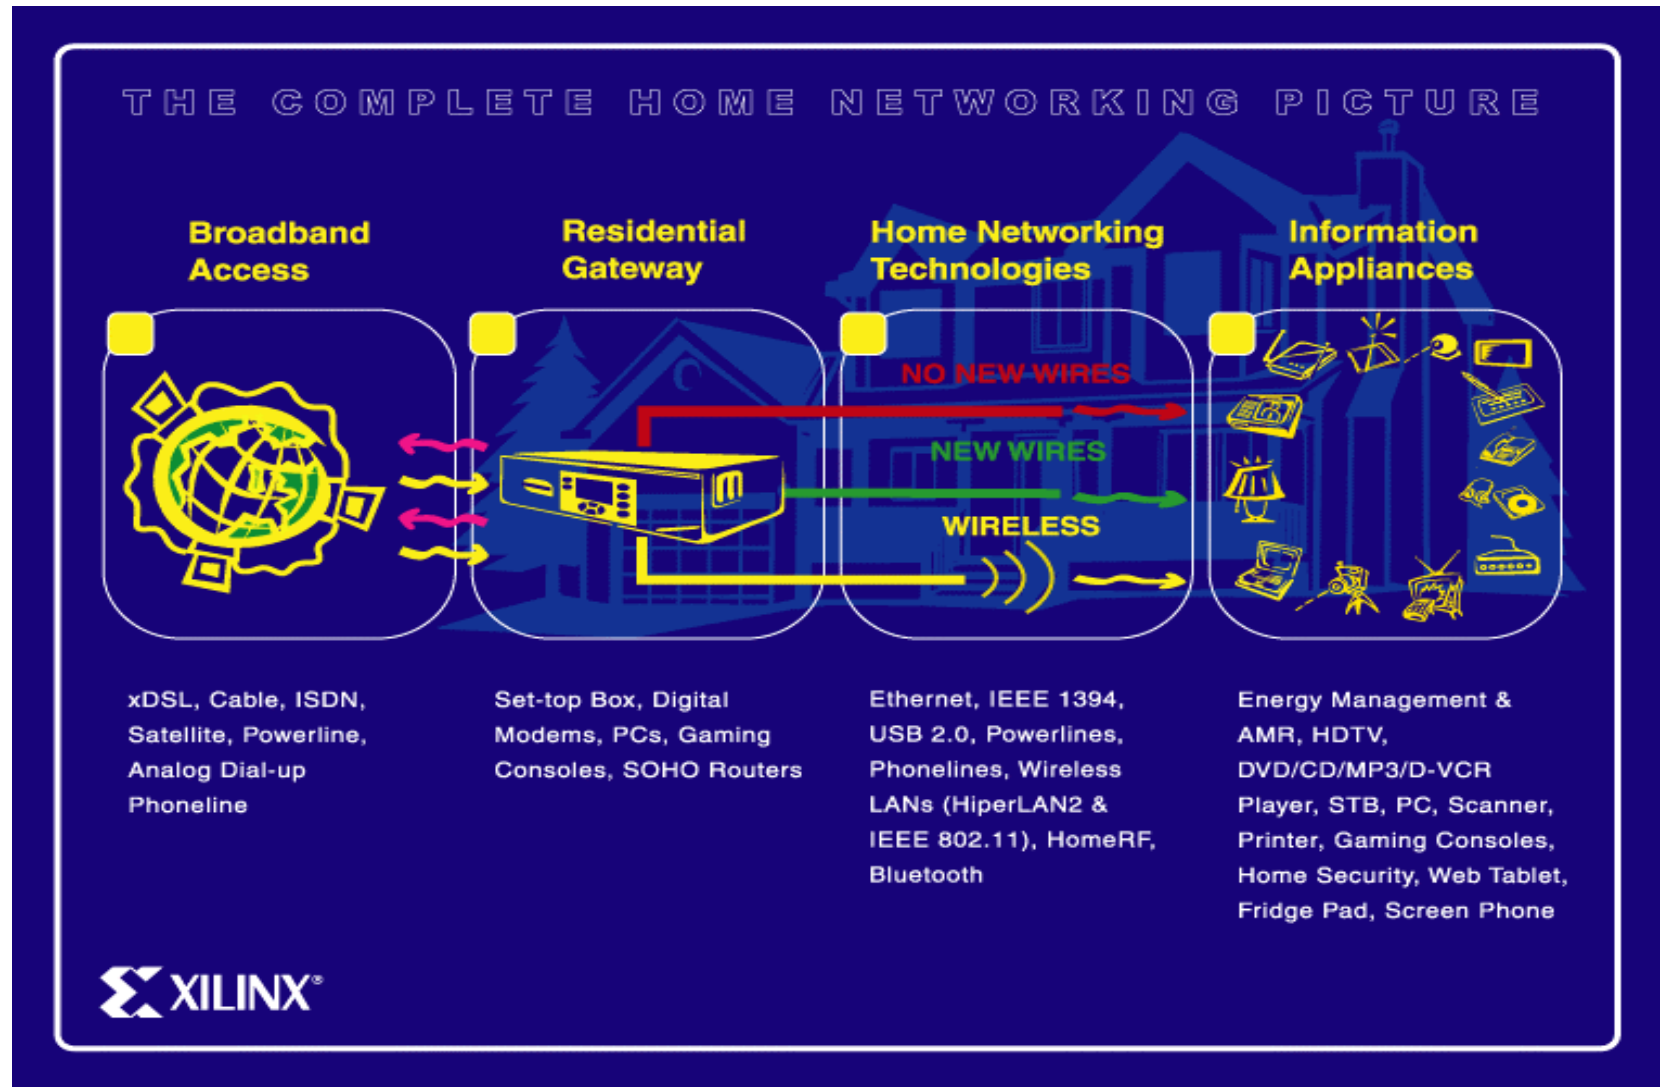 THE COMPLETE HOME NETWORKING PICTURE
Broadband
Access
Residential
Gateway
Home Networking
Technologies
Information
Appliances
NO NEW WIRES
NEW WIRES
WIRELESS
xDSL, Cable, ISDN,
Satellite, Powerline,
Analog Dial-up
Phoneline
Set-top Box, Digital
Modems, PCs, Gaming
Consoles, SOHO Routers
Ethernet, IEEE 1394,
USB 2.0, Powerlines,
Phonelines, Wireless
LANs (HiperLAN2 &
IEEE 802.11), HomeRF,
Bluetooth
Energy Management &
AMR, HDTV,
DVD/CD/MP3/D-VCR
Player, STB, PC, Scanner,
Printer, Gaming Consoles,
Home Security, Web Tablet,
Fridge Pad, Screen Phone
XILINX®